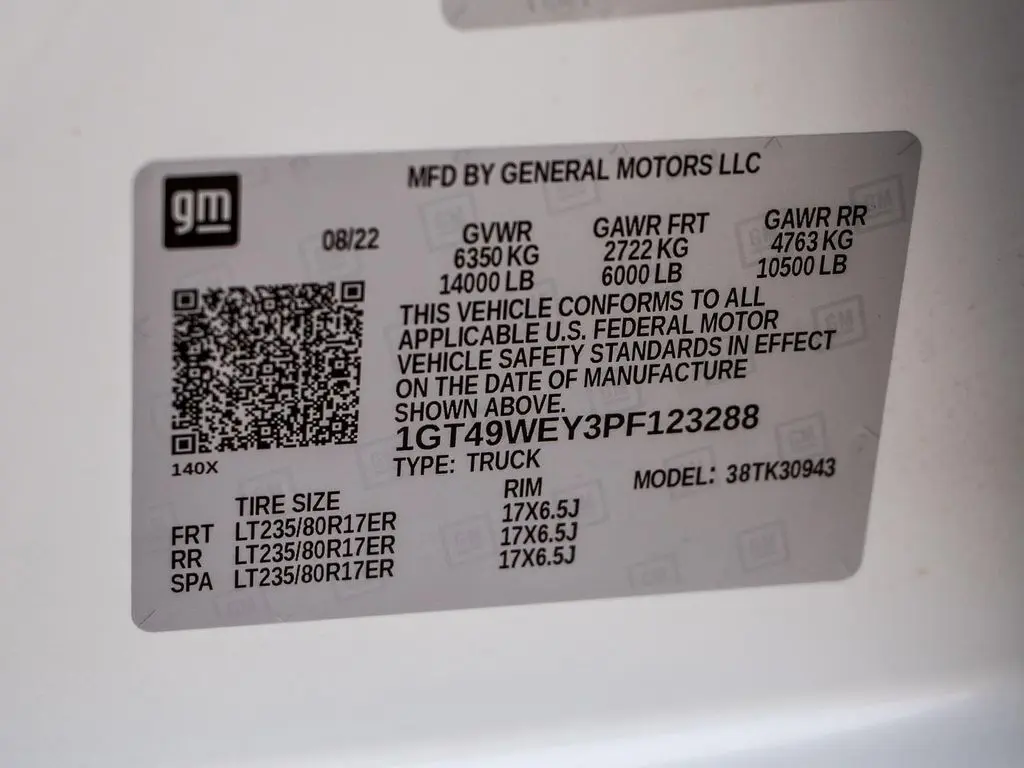 gm
MFD BY GENERAL MOTORS LLC
08/22 GVWR GAWR FRT GAWR RR
6350 KG 2722 KG 4763 KG
14000 LB 6000 LB 10500 LB
THIS VEHICLE CONFORMS TO ALL
APPLICABLE U.S. FEDERAL MOTOR
VEHICLE SAFETY STANDARDS IN EFFECT
ON THE DATE OF MANUFACTURE
SHOWN ABOVE.
1GT49WEY3PF123288
140X
TYPE: TRUCK MODEL: 38TK30943
TIRE SIZE RIM
FRT LT235/80R17ER 17X6.5J
RR LT235/80R17ER 17X6.5J
SPA LT235/80R17ER 17X6.5J